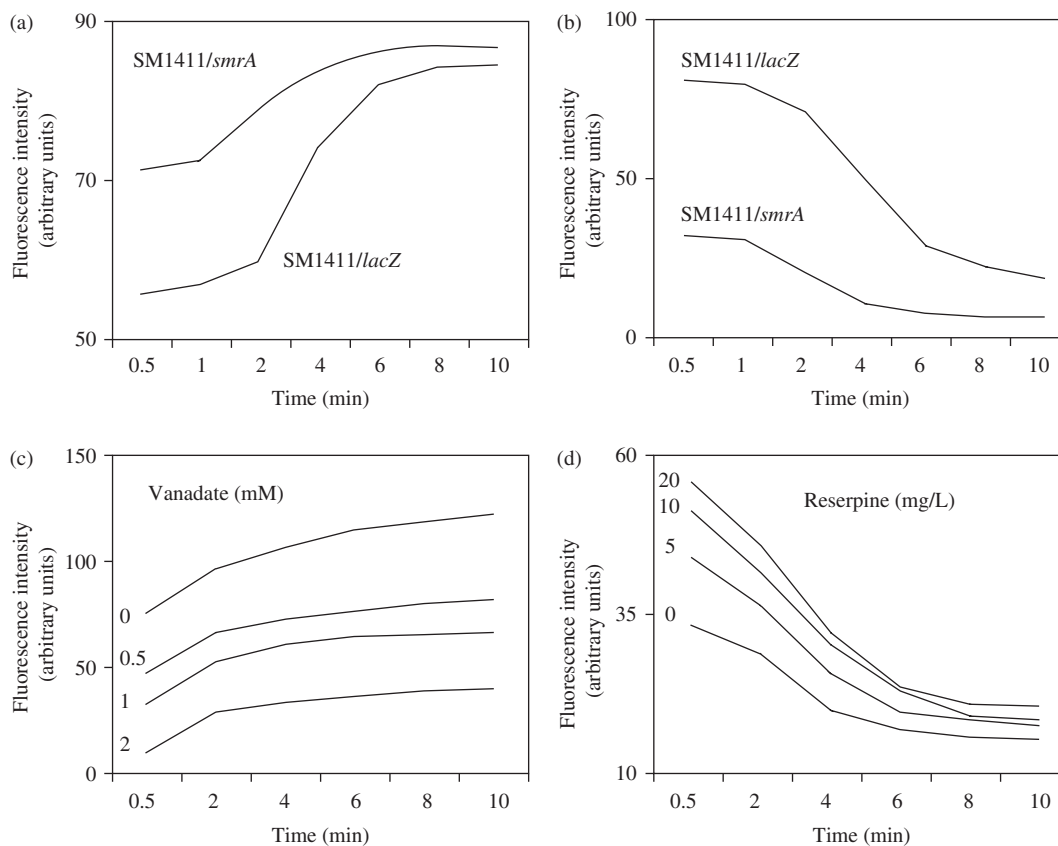 (a)
Fluorescence intensity
(arbitrary units)
90
70
50
SM1411/smrA
SM1411/lacZ
0.5 1 2 4 6 8 10
Time (min)
(b)
Fluorescence intensity
(arbitrary units)
100
50
0
SM1411/lacZ
SM1411/smrA
0.5 1 2 4 6 8 10
Time (min)
(c)
Fluorescence intensity
(arbitrary units)
150
100
50
0
Vanadate (mM)
0
0.5
1
2
0.5 2 4 6 8 10
Time (min)
(d)
Fluorescence intensity
(arbitrary units)
60
35
10
Reserpine (mg/L)
20
10
5
0
0.5 2 4 6 8 10
Time (min)